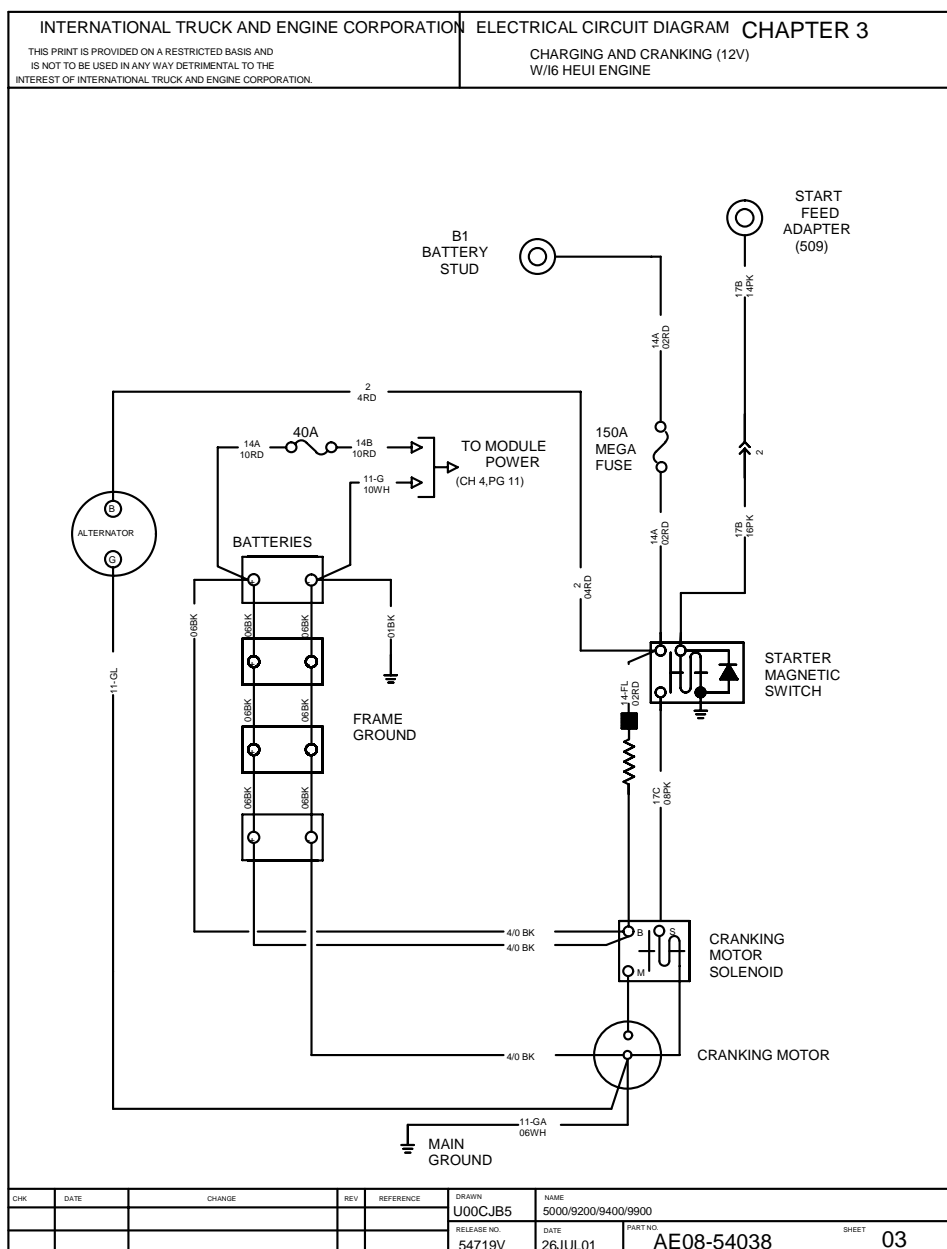 INTERNATIONAL TRUCK AND ENGINE CORPORATION
THIS PRINT IS PROVIDED ON A RESTRICTED BASIS AND
IS NOT TO BE USED IN ANY WAY DETRIMENTAL TO THE
INTEREST OF INTERNATIONAL TRUCK AND ENGINE CORPORATION.
ELECTRICAL CIRCUIT DIAGRAM CHAPTER 3
CHARGING AND CRANKING (12V)
W/I6 HEUI ENGINE
START
FEED
ADAPTER
(509)
B1
BATTERY
STUD
17B
14PK
14A
02RD
2
4RD
40A
14A
10RD
14B
10RD
11-G
10WH
TO MODULE
POWER
(CH 4,PG 11)
150A
MEGA
FUSE
2
14A
02RD
17B
16PK
B
ALTERNATOR
G
BATTERIES
+
-
2
04RD
06BK
06BK
06BK
01BK
11-GL
STARTER
MAGNETIC
SWITCH
14-FL
02RD
FRAME
GROUND
06BK
06BK
17C
08PK
06BK
06BK
4/0 BK
4/0 BK
B
S
M
CRANKING
MOTOR
SOLENOID
4/0 BK
CRANKING MOTOR
11-GA
06WH
MAIN
GROUND
CHK
DATE
CHANGE
REV
REFERENCE
DRAWN
U00CJB5
NAME
5000/9200/9400/9900
RELEASE NO.
54719V
DATE
26JUL01
PART NO.
AE08-54038
SHEET
03